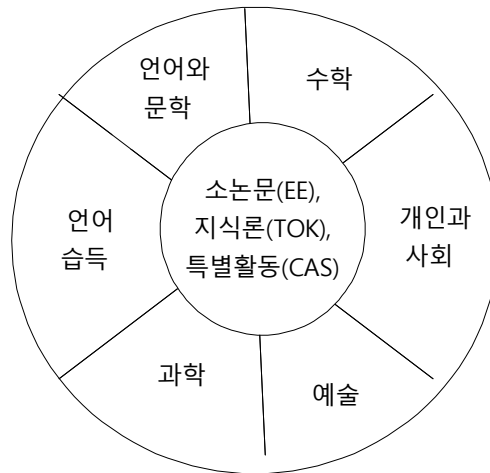 언어와
문학
수학
소논문(EE),
지식론(TOK),
특별활동(CAS)
언어
습득
개인과
사회
과학
예술